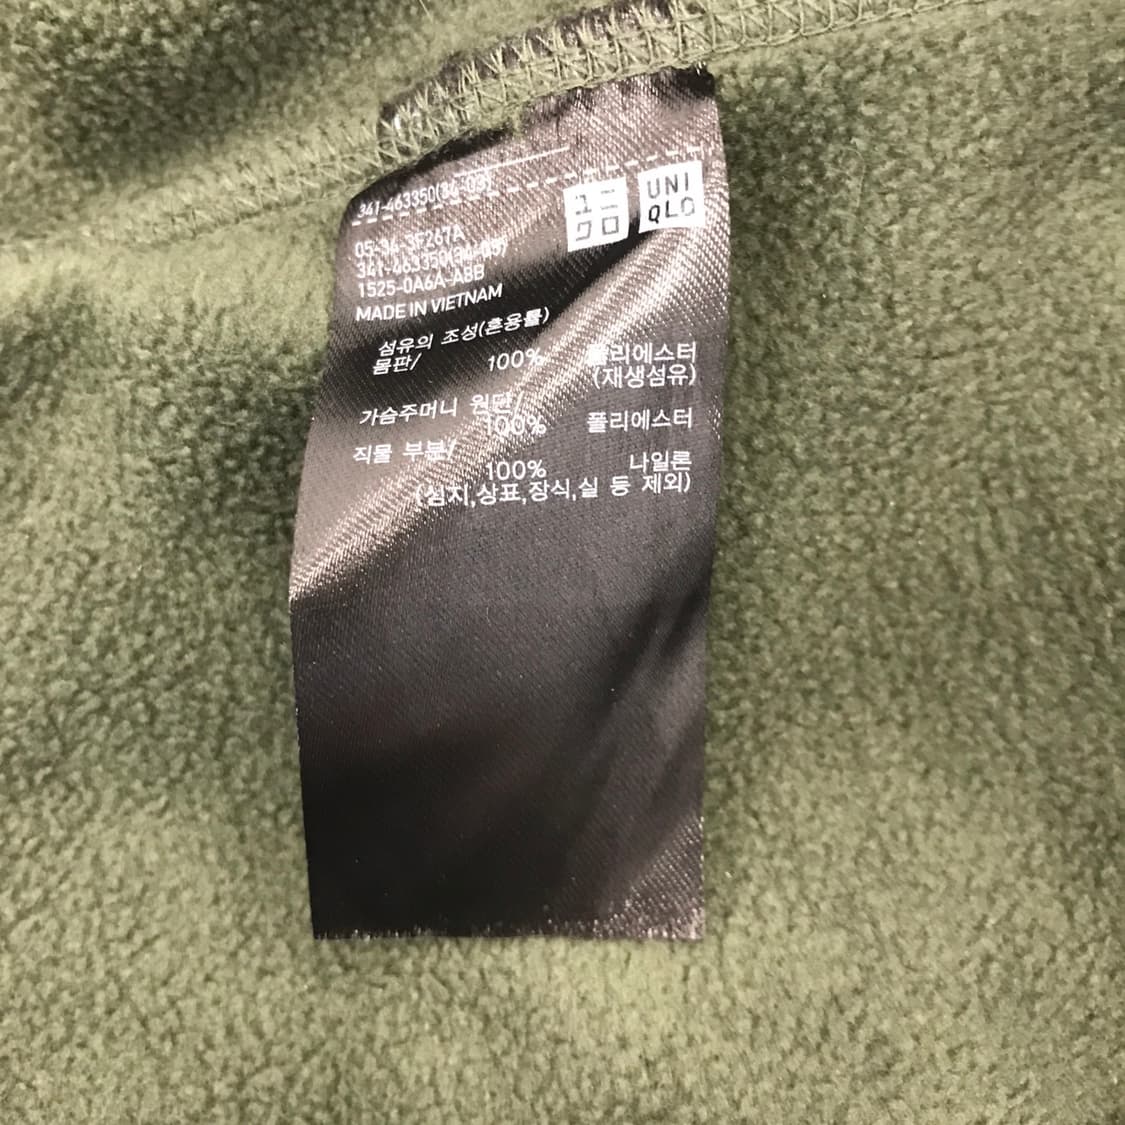 341-463350(34-03)
ユニ
クロ
UNI
QLO
05-34-3F267A
341-463350(34-03)
1525-0A6A-A8B
MADE IN VIETNAM
섬유의 조성(혼용률)
몸판/ 100% 폴리에스터
(재생섬유)
가슴주머니 원단/
100% 폴리에스터
직물 부분/
100% 나일론
(심지,상표,장식,실 등 제외)